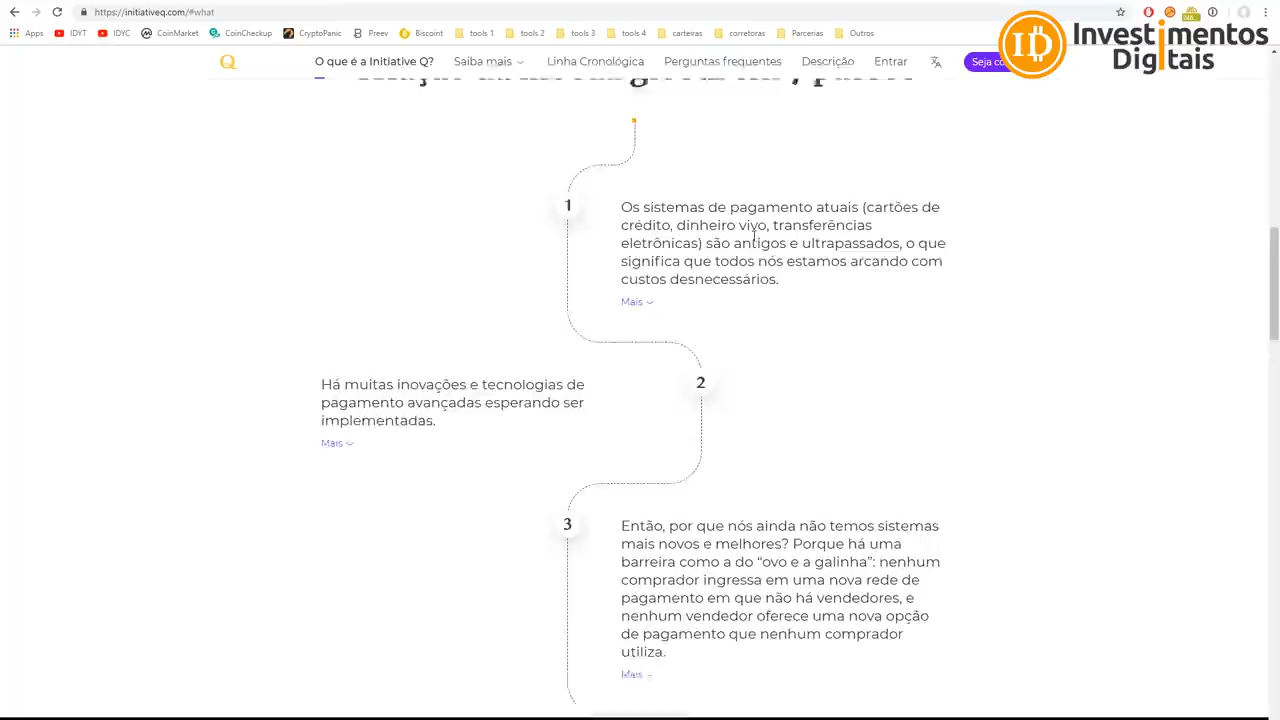 https://initiativeq.com/#what
Apps IDYT IDYC CoinMarket CoinCheckup CryptoPanic Preev Biscoint tools 1 tools 2 tools 3 tools 4 carteiras corretoras Parcerias Outros
ID Investimentos Digitais
Q O que é a Initiative Q? Saiba mais Linha Cronológica Perguntas frequentes Descrição Entrar Seja
1
Os sistemas de pagamento atuais (cartões de
crédito, dinheiro vivo, transferências
eletrônicas) são antigos e ultrapassados, o que
significa que todos nós estamos arcando com
custos desnecessários.
Mais
2
Há muitas inovações e tecnologias de
pagamento avançadas esperando ser
implementadas.
Mais
3
Então, por que nós ainda não temos sistemas
mais novos e melhores? Porque há uma
barreira como a do “ovo e a galinha”: nenhum
comprador ingressa em uma nova rede de
pagamento em que não há vendedores, e
nenhum vendedor oferece uma nova opção
de pagamento que nenhum comprador
utiliza.
Mais